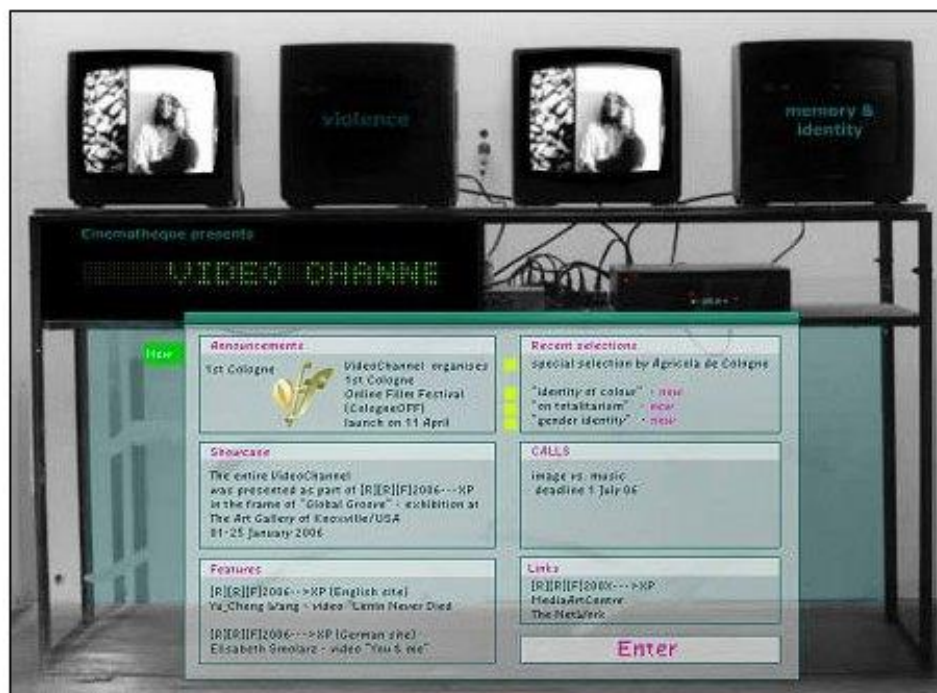 violence
memory &
identity
Cinematheque presents
VIDEO CHANNE
New
Announcements
1st Cologne
VideoChannel organises
1st Cologne
Online Film Festival
(CologneOFF)
launch on 11 April
Recent selections
special selection by Agricola de Cologne
"identity of colour" - new
"on totalitarism" - new
"gender identity" - new
Showcase
The entire VideoChannel
was presented as part of [R][R][F]2006--->XP
in the frame of "Global Groove" - exhibition at
The Art Gallery of Knoxville/USA
01-25 January 2006
CALLS
image vs. music
deadline 1 July 06
Features
[R][R][F]2006-->XP (English site)
Yu_Cheng Wang - video "Lenin Never Died
[R][R][F]2006--->XP (German site)
Elisabeth Smolarz - video "You & me"
Links
[R][R][F]200X--->XP
MediaArtCentre
The NetWork
Enter